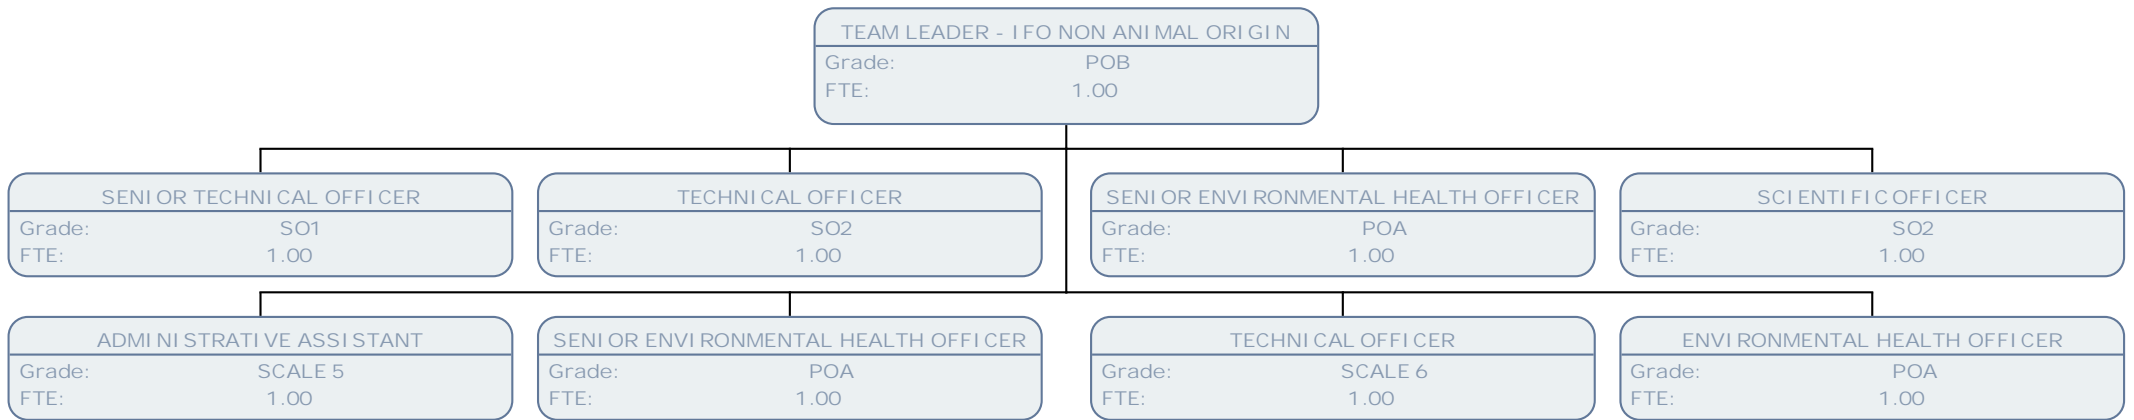 TEAM LEADER - IFO NON ANIMAL ORIGIN
Grade: POB
FTE: 1.00
SENIOR TECHNICAL OFFICER
Grade: SO1
FTE: 1.00
TECHNICAL OFFICER
Grade: SO2
FTE: 1.00
SENIOR ENVIRONMENTAL HEALTH OFFICER
Grade: POA
FTE: 1.00
SCIENTIFIC OFFICER
Grade: SO2
FTE: 1.00
ADMINISTRATIVE ASSISTANT
Grade: SCALE 5
FTE: 1.00
SENIOR ENVIRONMENTAL HEALTH OFFICER
Grade: POA
FTE: 1.00
TECHNICAL OFFICER
Grade: SCALE 6
FTE: 1.00
ENVIRONMENTAL HEALTH OFFICER
Grade: POA
FTE: 1.00